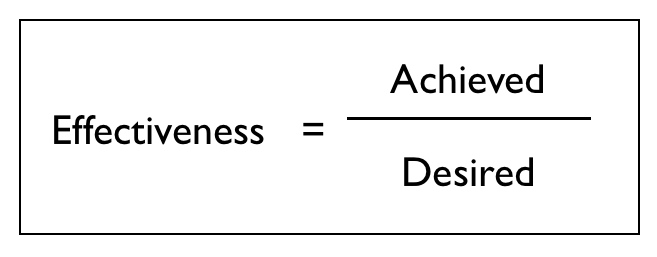 Achieved
Effectiveness =
Desired